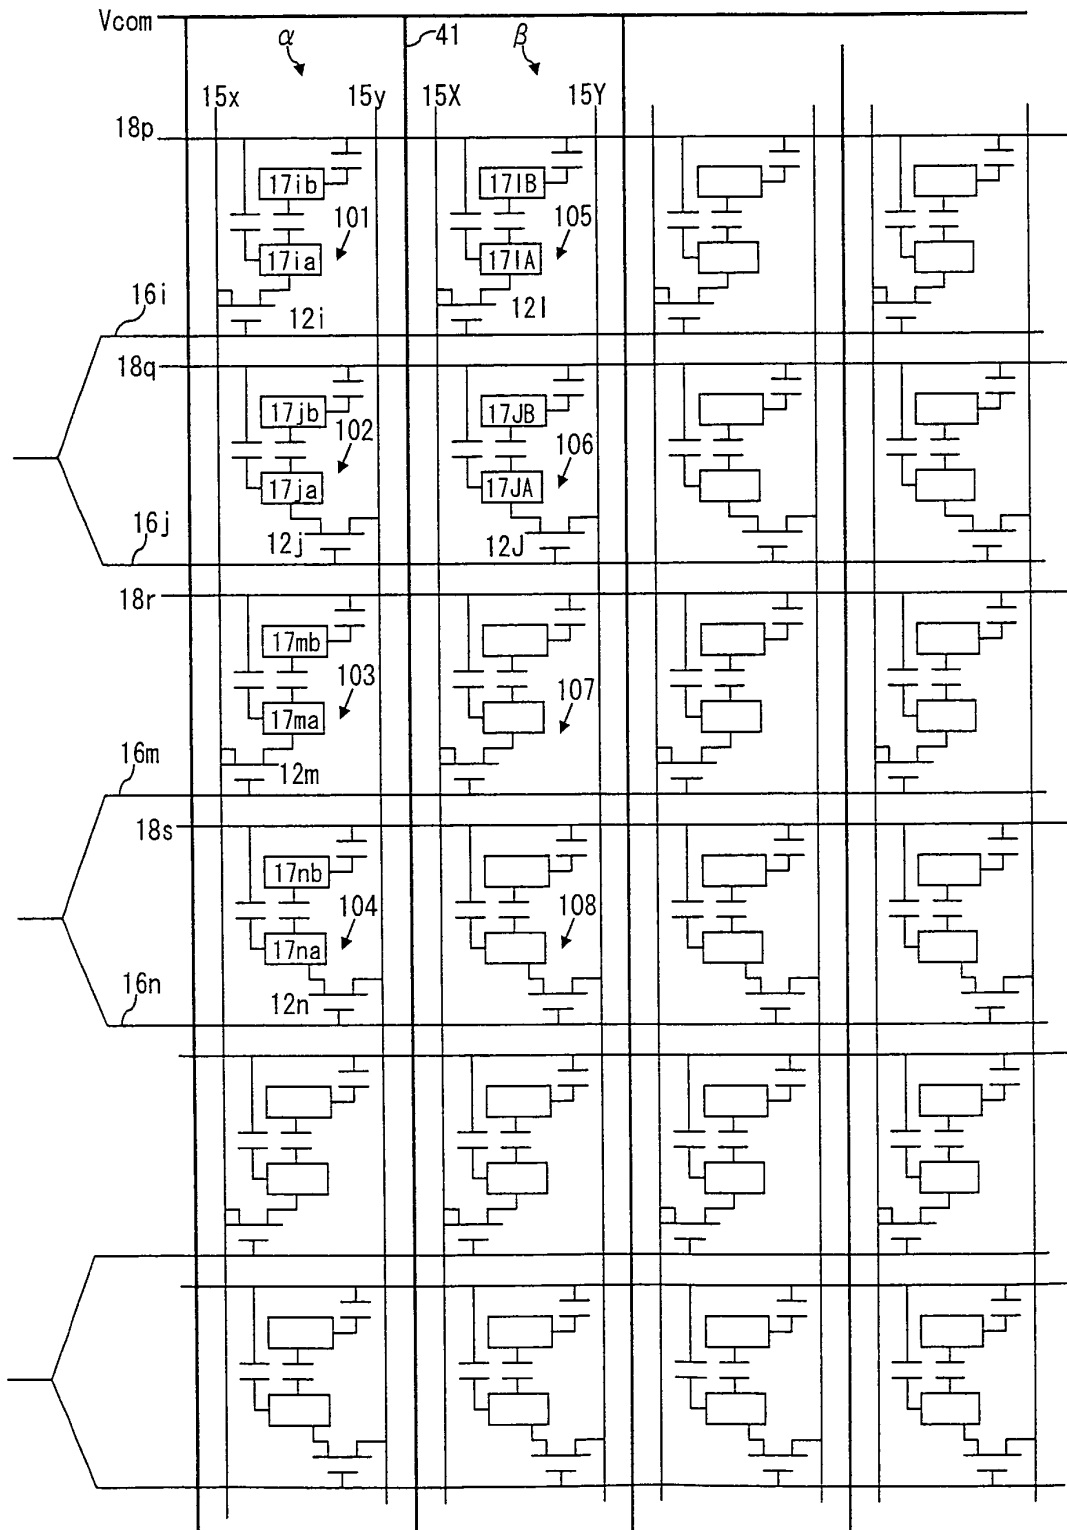 Vcom
α
41
β
15x
15y
15X
15Y
18p
17ib
17IB
101
105
17ia
17IA
16i
12i
12I
18q
17jb
17JB
102
106
17ja
17JA
16j
12j
12J
18r
17mb
103
107
17ma
16m
12m
18s
17nb
104
108
17na
16n
12n